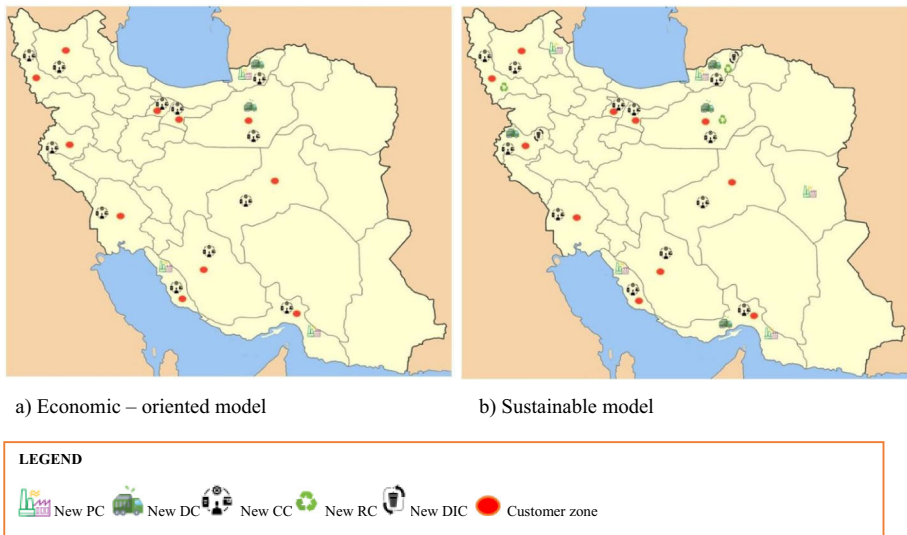 a) Economic – oriented model
b) Sustainable model
LEGEND
New PC New DC New CC New RC New DIC Customer zone